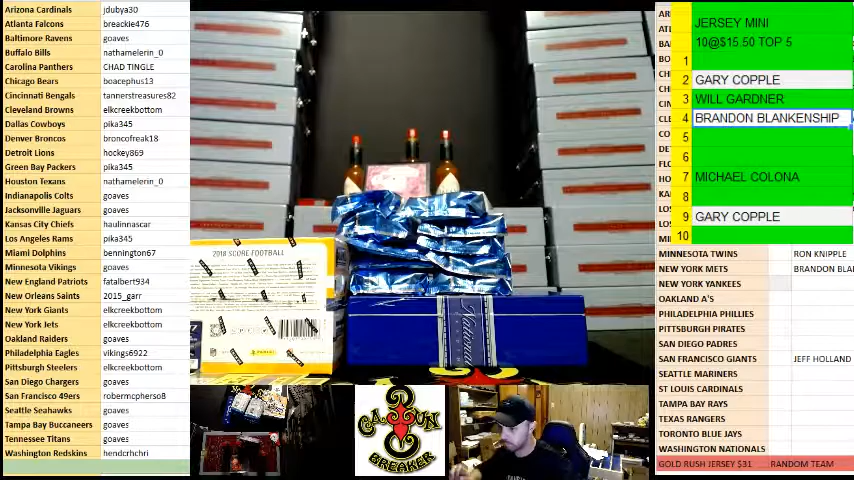 Arizona Cardinals jdubya30
Atlanta Falcons breackie476
Baltimore Ravens goaves
Buffalo Bills nathamelerin_0
Carolina Panthers CHAD TINGLE
Chicago Bears boacephus13
Cincinnati Bengals tannerstreasures82
Cleveland Browns elkcreekbottom
Dallas Cowboys pika345
Denver Broncos broncofreak18
Detroit Lions hockey869
Green Bay Packers pika345
Houston Texans nathamelerin_0
Indianapolis Colts goaves
Jacksonville Jaguars goaves
Kansas City Chiefs haulinnascar
Los Angeles Rams pika345
Miami Dolphins bennington67
Minnesota Vikings goaves
New England Patriots fatalbert934
New Orleans Saints 2015_garr
New York Giants elkcreekbottom
New York Jets elkcreekbottom
Oakland Raiders goaves
Philadelphia Eagles vikings6922
Pittsburgh Steelers elkcreekbottom
San Diego Chargers goaves
San Francisco 49ers robermcpherso8
Seattle Seahawks goaves
Tampa Bay Buccaneers goaves
Tennessee Titans goaves
Washington Redskins hendcrhchri
2018 SCORE FOOTBALL
PANINI
National
CAJUN
BREAKER
JERSEY MINI
10@$15.50 TOP 5
1
2 GARY COPPLE
3 WILL GARDNER
4 BRANDON BLANKENSHIP
5
6
7 MICHAEL COLONA
8
9 GARY COPPLE
10
MINNESOTA TWINS RON KNIPPLE
NEW YORK METS BRANDON BLA
NEW YORK YANKEES
OAKLAND A'S
PHILADELPHIA PHILLIES
PITTSBURGH PIRATES
SAN DIEGO PADRES
SAN FRANCISCO GIANTS JEFF HOLLAND
SEATTLE MARINERS
ST LOUIS CARDINALS
TAMPA BAY RAYS
TEXAS RANGERS
TORONTO BLUE JAYS
WASHINGTON NATIONALS
GOLD RUSH JERSEY $31 RANDOM TEAM